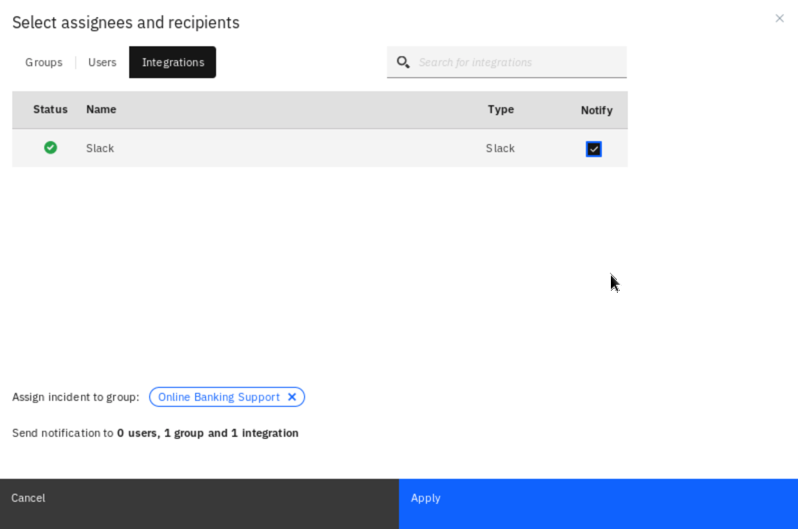 Select assignees and recipients
Groups Users Integrations Search for integrations
Status Name Type Notify
Slack Slack
Assign incident to group: Online Banking Support
Send notification to 0 users, 1 group and 1 integration
Cancel Apply